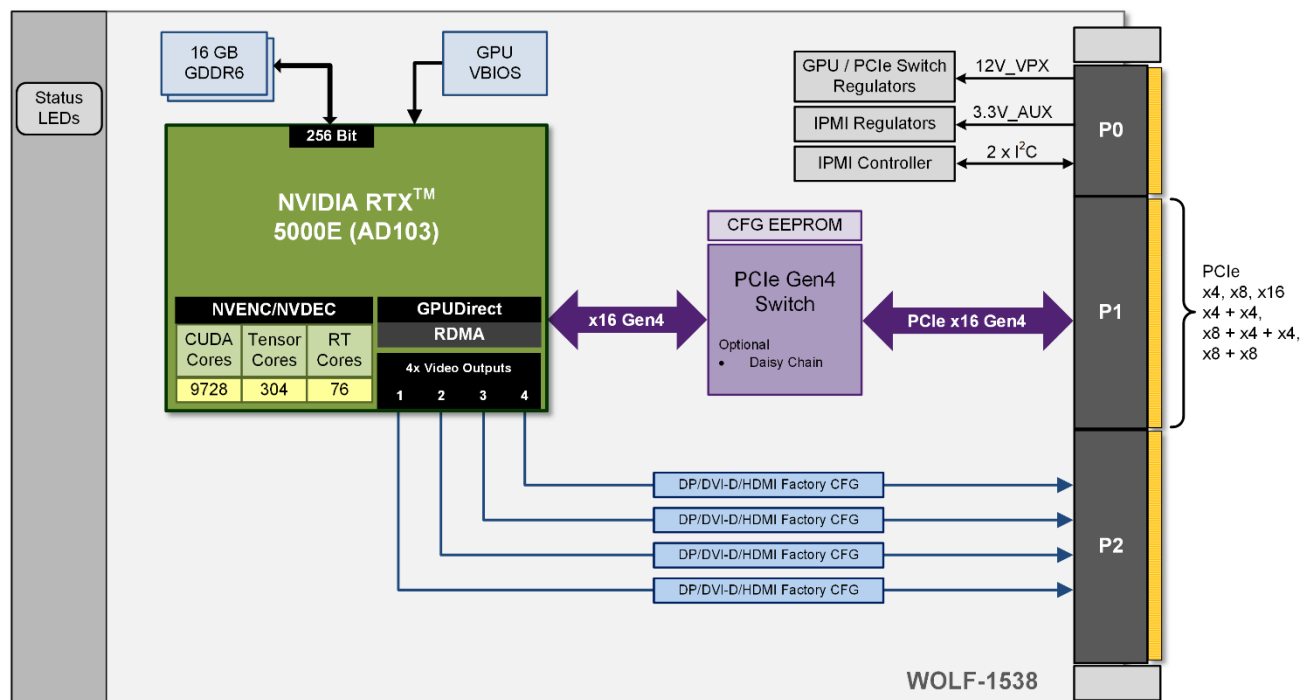 Status
LEDs
16 GB
GDDR6
GPU
VBIOS
256 Bit
NVIDIA RTX™
5000E (AD103)
NVENC/NVDEC
CUDA
Cores
Tensor
Cores
RT
Cores
9728
304
76
GPUDirect
RDMA
4x Video Outputs
1 2 3 4
x16 Gen4
CFG EEPROM
PCIe Gen4
Switch
Optional
• Daisy Chain
PCIe x16 Gen4
GPU / PCIe Switch
Regulators
12V_VPX
IPMI Regulators
3.3V_AUX
IPMI Controller
2 x I²C
P0
P1
PCIe
x4, x8, x16
x4 + x4,
x8 + x4 + x4,
x8 + x8
DP/DVI-D/HDMI Factory CFG
DP/DVI-D/HDMI Factory CFG
DP/DVI-D/HDMI Factory CFG
DP/DVI-D/HDMI Factory CFG
P2
WOLF-1538